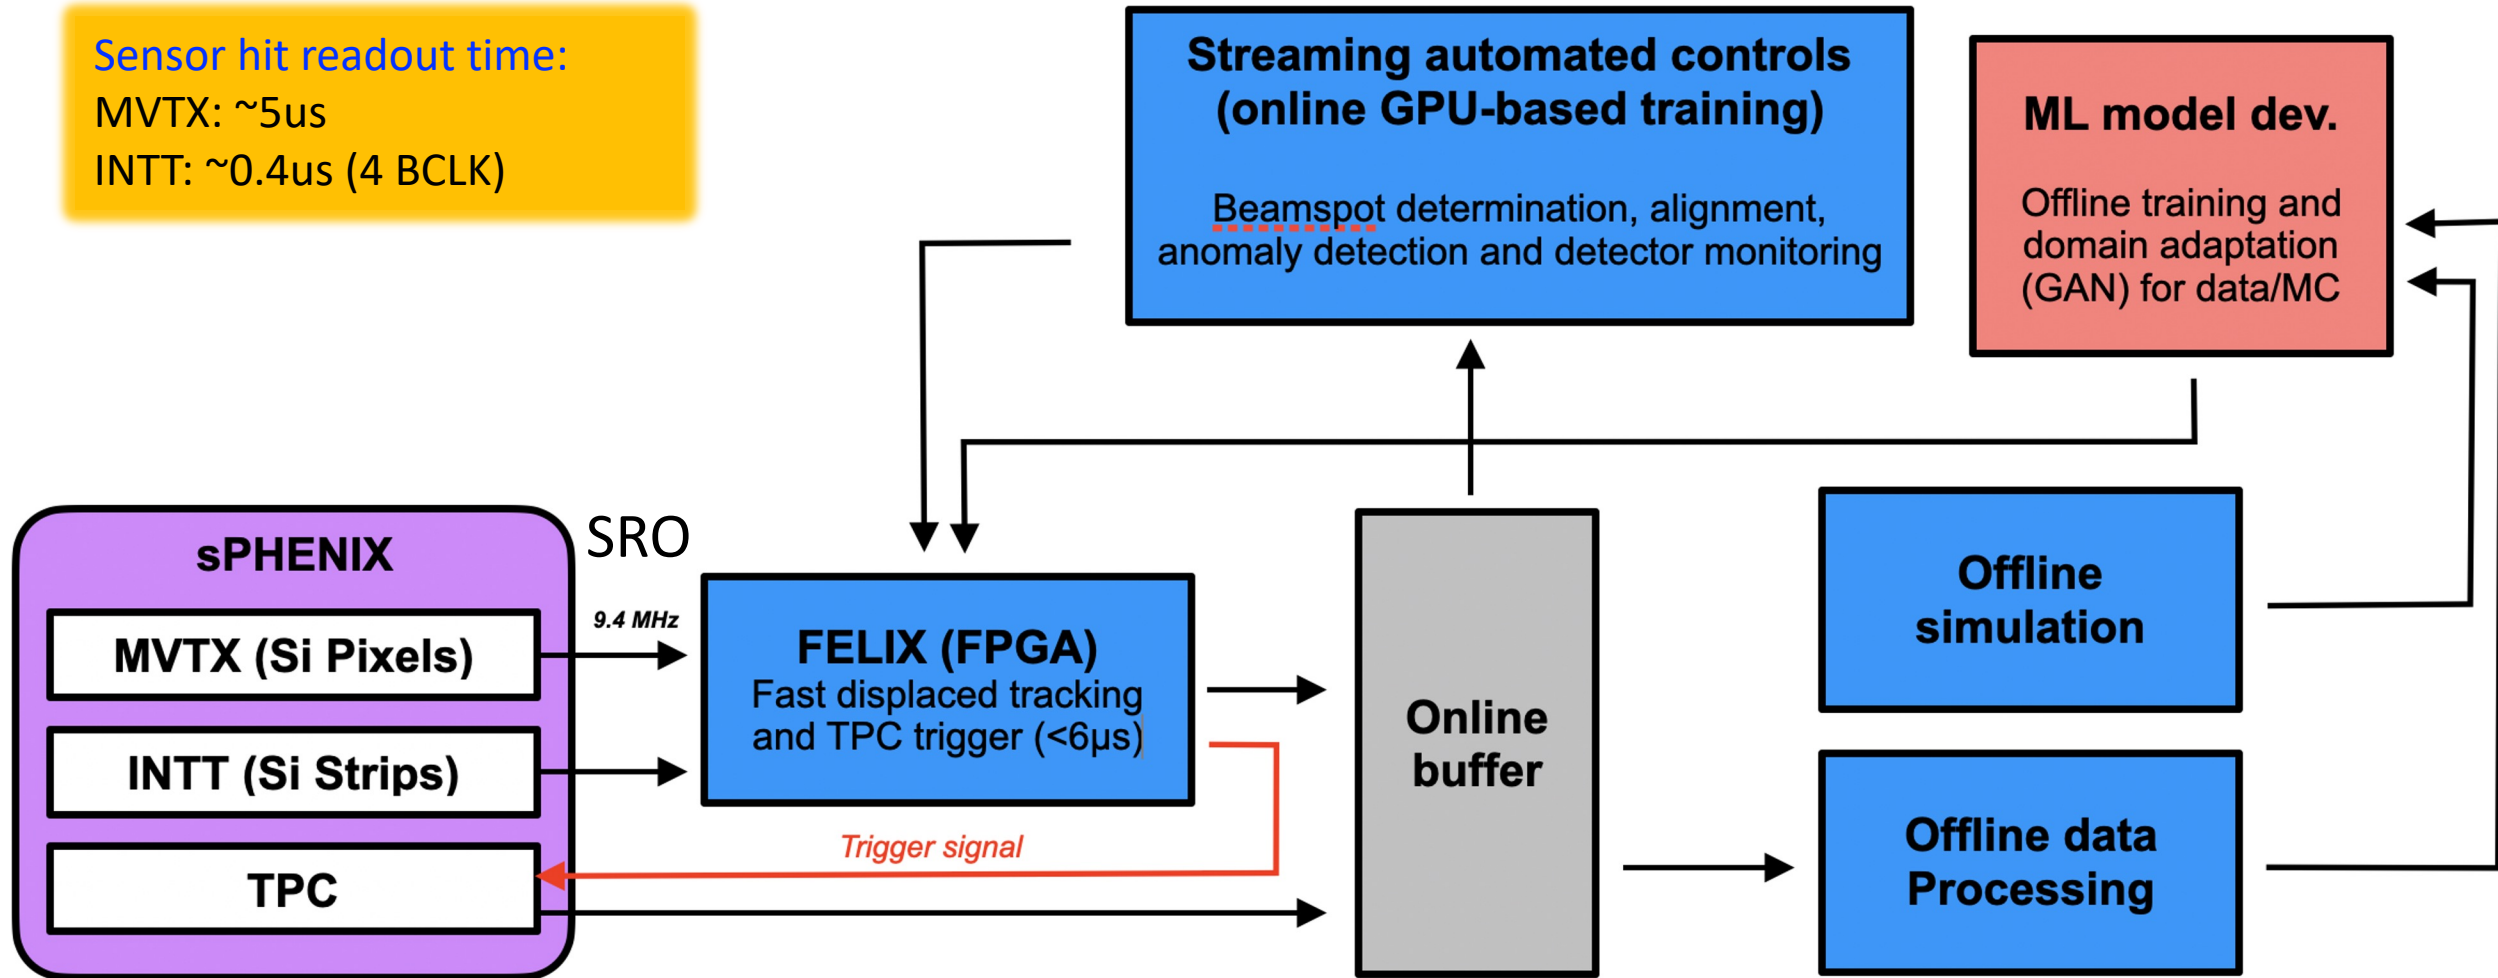 Sensor hit readout time:
MVTX: ~5us
INTT: ~0.4us (4 BCLK)
Streaming automated controls
(online GPU-based training)
Beamspot determination, alignment,
anomaly detection and detector monitoring
ML model dev.
Offline training and
domain adaptation
(GAN) for data/MC
sPHENIX
MVTX (Si Pixels)
INTT (Si Strips)
TPC
SRO
9.4 MHz
FELIX (FPGA)
Fast displaced tracking
and TPC trigger (<6μs)
Trigger signal
Online
buffer
Offline
simulation
Offline data
Processing